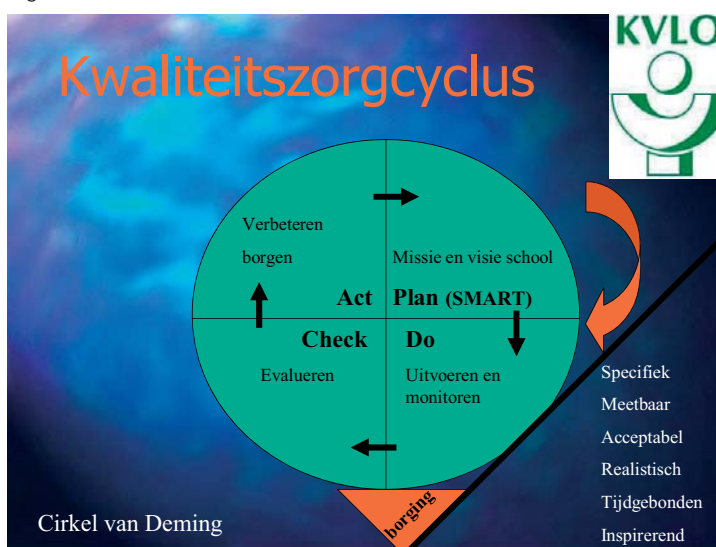 KVLO
Kwaliteitszorgcyclus
Verbeteren
borgen
Missie en visie school
Act
Plan (SMART)
Check
Do
Evalueren
Uitvoeren en
monitoren
Specifiek
Meetbaar
Acceptabel
Realistisch
Tijdgebonden
Inspirerend
borging
Cirkel van Deming